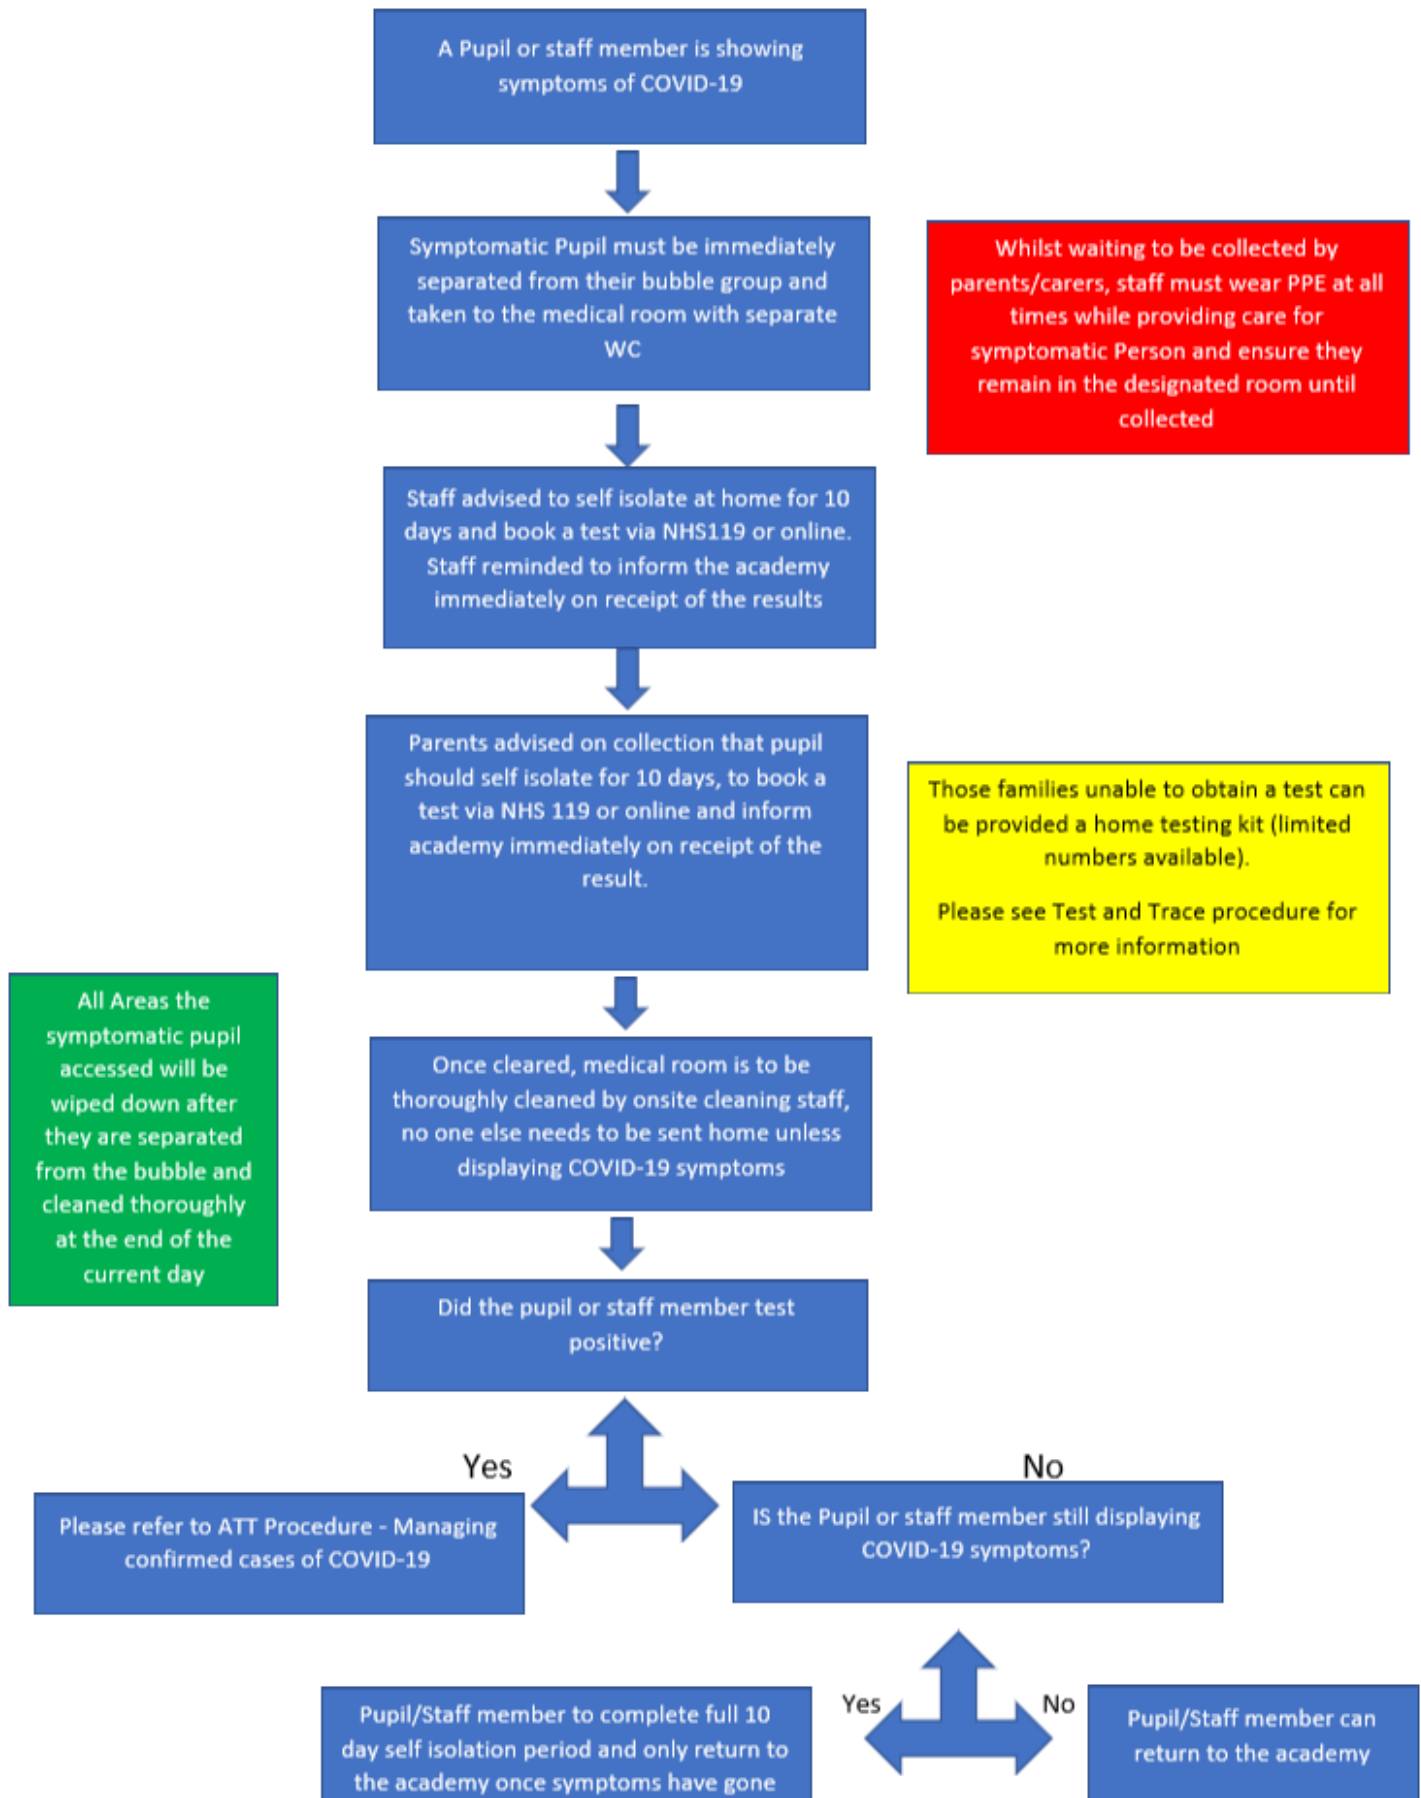 A Pupil or staff member is showing
symptoms of COVID-19
Symptomatic Pupil must be immediately
separated from their bubble group and
taken to the medical room with separate
WC
Whilst waiting to be collected by
parents/carers, staff must wear PPE at all
times while providing care for
symptomatic Person and ensure they
remain in the designated room until
collected
Staff advised to self isolate at home for 10
days and book a test via NHS119 or online.
Staff reminded to inform the academy
immediately on receipt of the results
Parents advised on collection that pupil
should self isolate for 10 days, to book a
test via NHS 119 or online and inform
academy immediately on receipt of the
result.
Those families unable to obtain a test can
be provided a home testing kit (limited
numbers available).
Please see Test and Trace procedure for
more information
All Areas the
symptomatic pupil
accessed will be
wiped down after
they are separated
from the bubble and
cleaned thoroughly
at the end of the
current day
Once cleared, medical room is to be
thoroughly cleaned by onsite cleaning staff,
no one else needs to be sent home unless
displaying COVID-19 symptoms
Did the pupil or staff member test
positive?
Yes
No
Please refer to ATT Procedure - Managing
confirmed cases of COVID-19
IS the Pupil or staff member still displaying
COVID-19 symptoms?
Yes
No
Pupil/Staff member to complete full 10
day self isolation period and only return to
the academy once symptoms have gone
Pupil/Staff member can
return to the academy